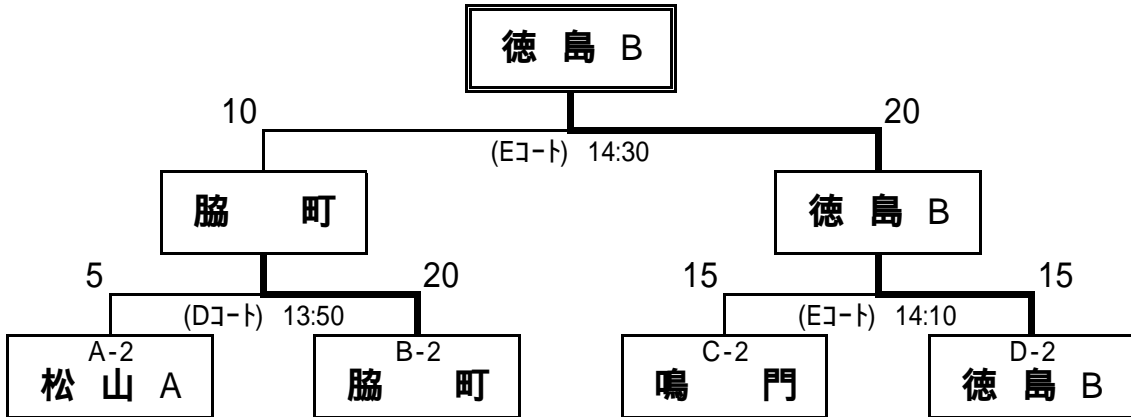 徳 島 B
10 20
(Eコート) 14:30
脇 町 徳 島 B
5 20 15 15
(Dコート) 13:50 (Eコート) 14:10
A-2 B-2 C-2 D-2
松 山 A 脇 町 鳴 門 徳 島 B